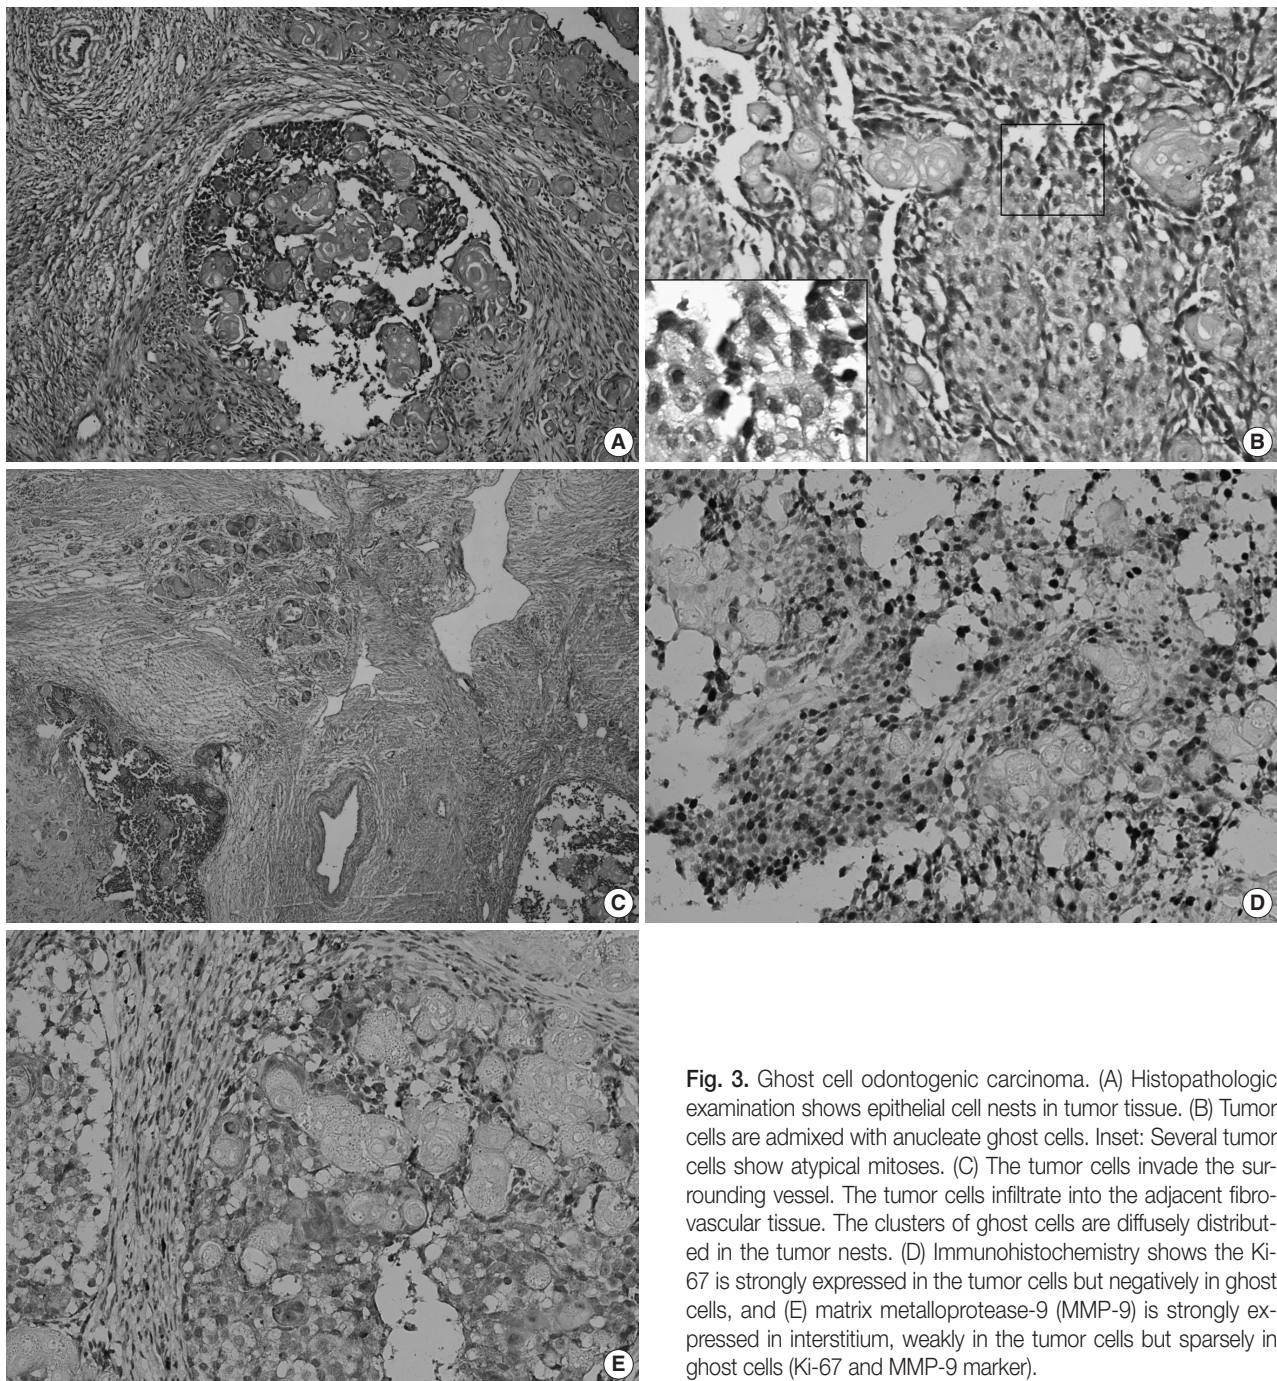 A
B
C
D
E
Fig. 3. Ghost cell odontogenic carcinoma. (A) Histopathologic
examination shows epithelial cell nests in tumor tissue. (B) Tumor
cells are admixed with anucleate ghost cells. Inset: Several tumor
cells show atypical mitoses. (C) The tumor cells invade the sur-
rounding vessel. The tumor cells infiltrate into the adjacent fibro-
vascular tissue. The clusters of ghost cells are diffusely distribut-
ed in the tumor nests. (D) Immunohistochemistry shows the Ki-
67 is strongly expressed in the tumor cells but negatively in ghost
cells, and (E) matrix metalloprotease-9 (MMP-9) is strongly ex-
pressed in interstitium, weakly in the tumor cells but sparsely in
ghost cells (Ki-67 and MMP-9 marker).